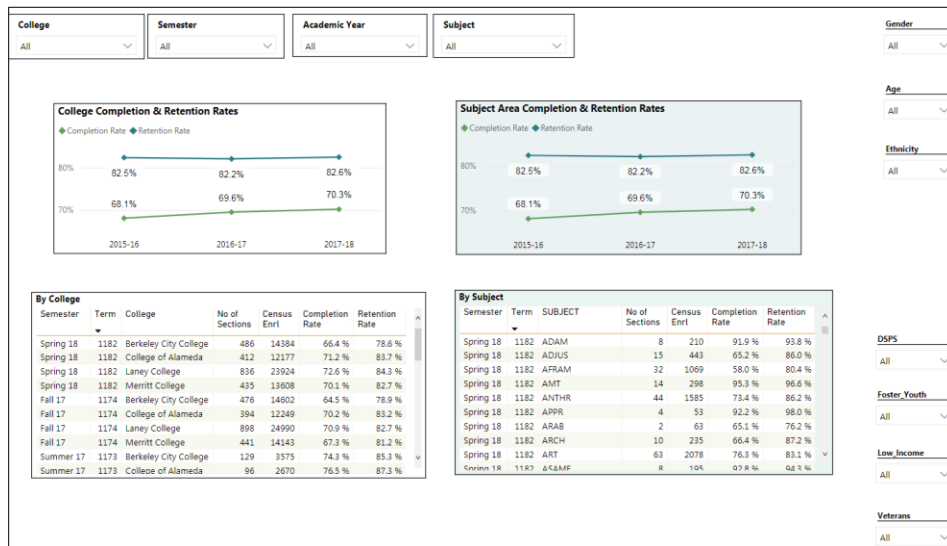 College Semester Academic Year Subject
All All All All
Gender
All
Age
All
Ethnicity
All
College Completion & Retention Rates
Completion Rate Retention Rate
80%
70%
82.5% 82.2% 82.6%
68.1% 69.6% 70.3%
2015-16 2016-17 2017-18
Subject Area Completion & Retention Rates
Completion Rate Retention Rate
80%
70%
82.5% 82.2% 82.6%
68.1% 69.6% 70.3%
2015-16 2016-17 2017-18
By College
Semester Term College No of Sections Census Enrl Completion Rate Retention Rate
Spring 18 1182 Berkeley City College 486 14384 66.4 % 78.6 %
Spring 18 1182 College of Alameda 412 12177 71.2 % 83.7 %
Spring 18 1182 Laney College 836 23924 72.6 % 84.3 %
Spring 18 1182 Merritt College 435 13608 70.1 % 82.7 %
Fall 17 1174 Berkeley City College 476 14602 64.5 % 78.9 %
Fall 17 1174 College of Alameda 394 12249 70.2 % 83.2 %
Fall 17 1174 Laney College 898 24990 70.9 % 82.7 %
Fall 17 1174 Merritt College 441 14143 67.3 % 81.2 %
Summer 17 1173 Berkeley City College 129 3575 74.3 % 85.3 %
Summer 17 1173 College of Alameda 96 2670 76.5 % 87.3 %
By Subject
Semester Term SUBJECT No of Sections Census Enrl Completion Rate Retention Rate
Spring 18 1182 ADAM 8 210 91.9 % 93.8 %
Spring 18 1182 ADJUS 15 443 65.2 % 86.0 %
Spring 18 1182 AFRAM 32 1069 58.0 % 80.4 %
Spring 18 1182 AMT 14 298 95.3 % 96.6 %
Spring 18 1182 ANTHR 44 1585 73.4 % 86.2 %
Spring 18 1182 APPR 4 53 92.2 % 98.0 %
Spring 18 1182 ARAB 2 63 65.1 % 76.2 %
Spring 18 1182 ARCH 10 235 66.4 % 87.2 %
Spring 18 1182 ART 63 2078 76.3 % 83.1 %
Spring 18 1182 ASAME 8 195 92.8 % 94.3 %
DSPS
All
Foster_Youth
All
Low_Income
All
Veterans
All